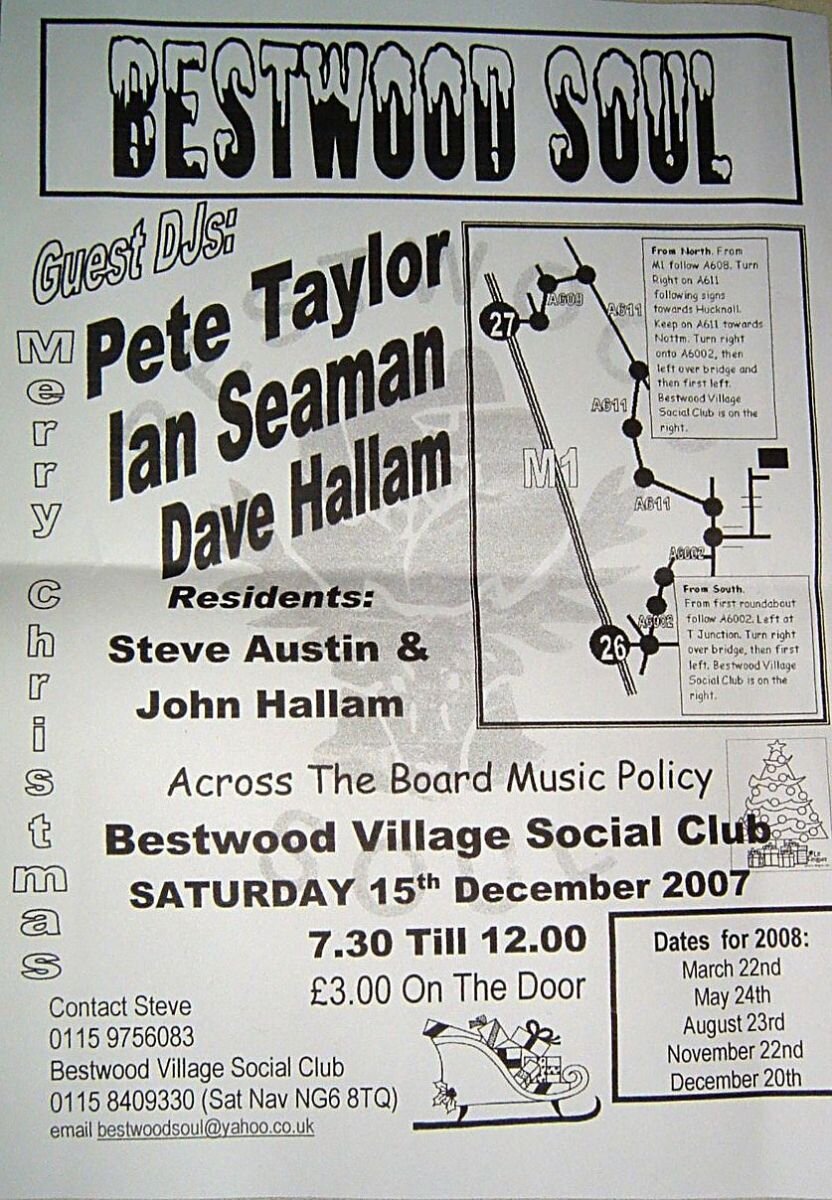 BESTWOOD SOUL
Guest DJs:
Pete Taylor
Ian Seaman
Dave Hallam
Merry christmas
Residents:
Steve Austin &
John Hallam
27
A608
A611
A611
M1
A611
A6002
A6002
26
From North. From
M1 follow A608. Turn
Right on A611
following signs
towards Hucknall.
Keep on A611 towards
Nottm. Turn right
onto A6002, then
left over bridge and
then first left.
Bestwood Village
Social Club is on the
right.
From South.
From first roundabout
follow A6002. Left at
T Junction. Turn right
over bridge, then first
left. Bestwood Village
Social Club is on the
right.
Across The Board Music Policy
Bestwood Village Social Club
SATURDAY 15th December 2007
7.30 Till 12.00
£3.00 On The Door
Contact Steve
0115 9756083
Bestwood Village Social Club
0115 8409330 (Sat Nav NG6 8TQ)
email bestwoodsoul@yahoo.co.uk
Dates for 2008:
March 22nd
May 24th
August 23rd
November 22nd
December 20th
BESTWOOD
SOUL